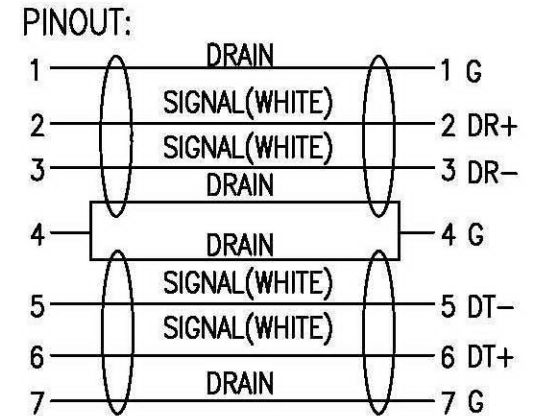 PINOUT:
1 DRAIN 1 G
2 SIGNAL(WHITE) 2 DR+
3 SIGNAL(WHITE) 3 DR-
DRAIN
4 4 G
DRAIN
5 SIGNAL(WHITE) 5 DT-
6 SIGNAL(WHITE) 6 DT+
7 DRAIN 7 G